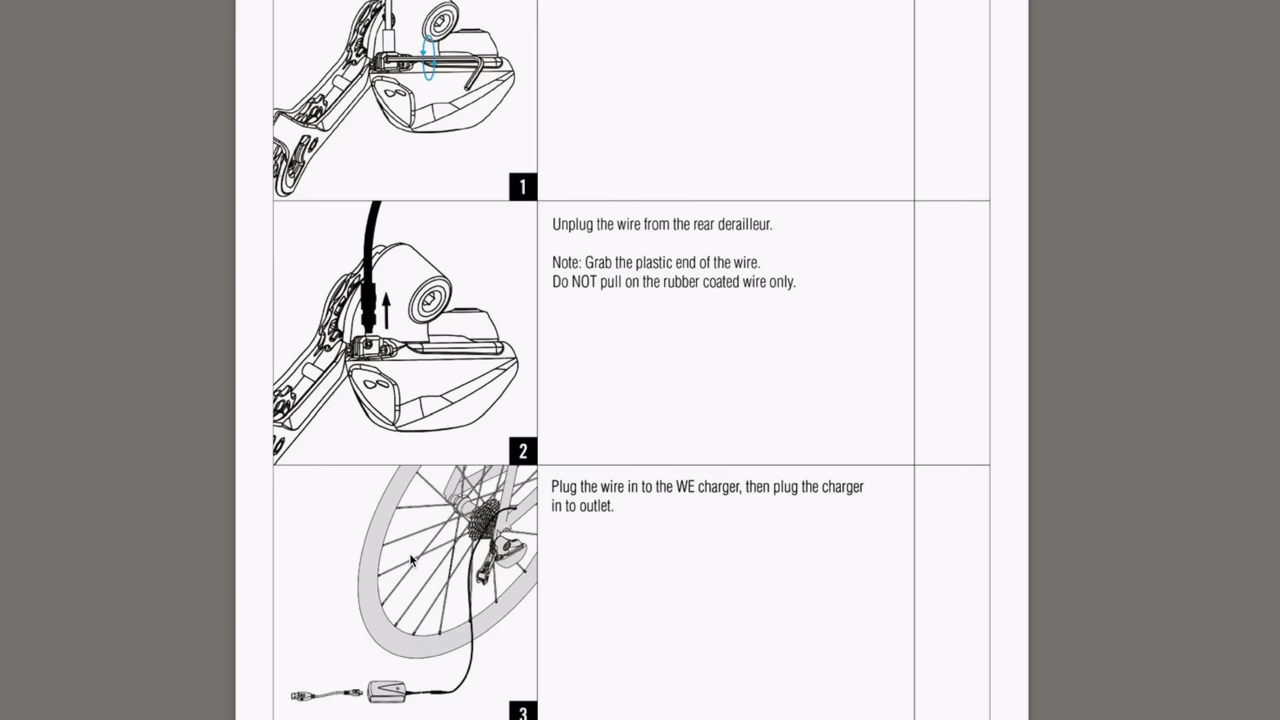 1
Unplug the wire from the rear derailleur.
Note: Grab the plastic end of the wire.
Do NOT pull on the rubber coated wire only.
2
Plug the wire in to the WE charger, then plug the charger
in to outlet.
3